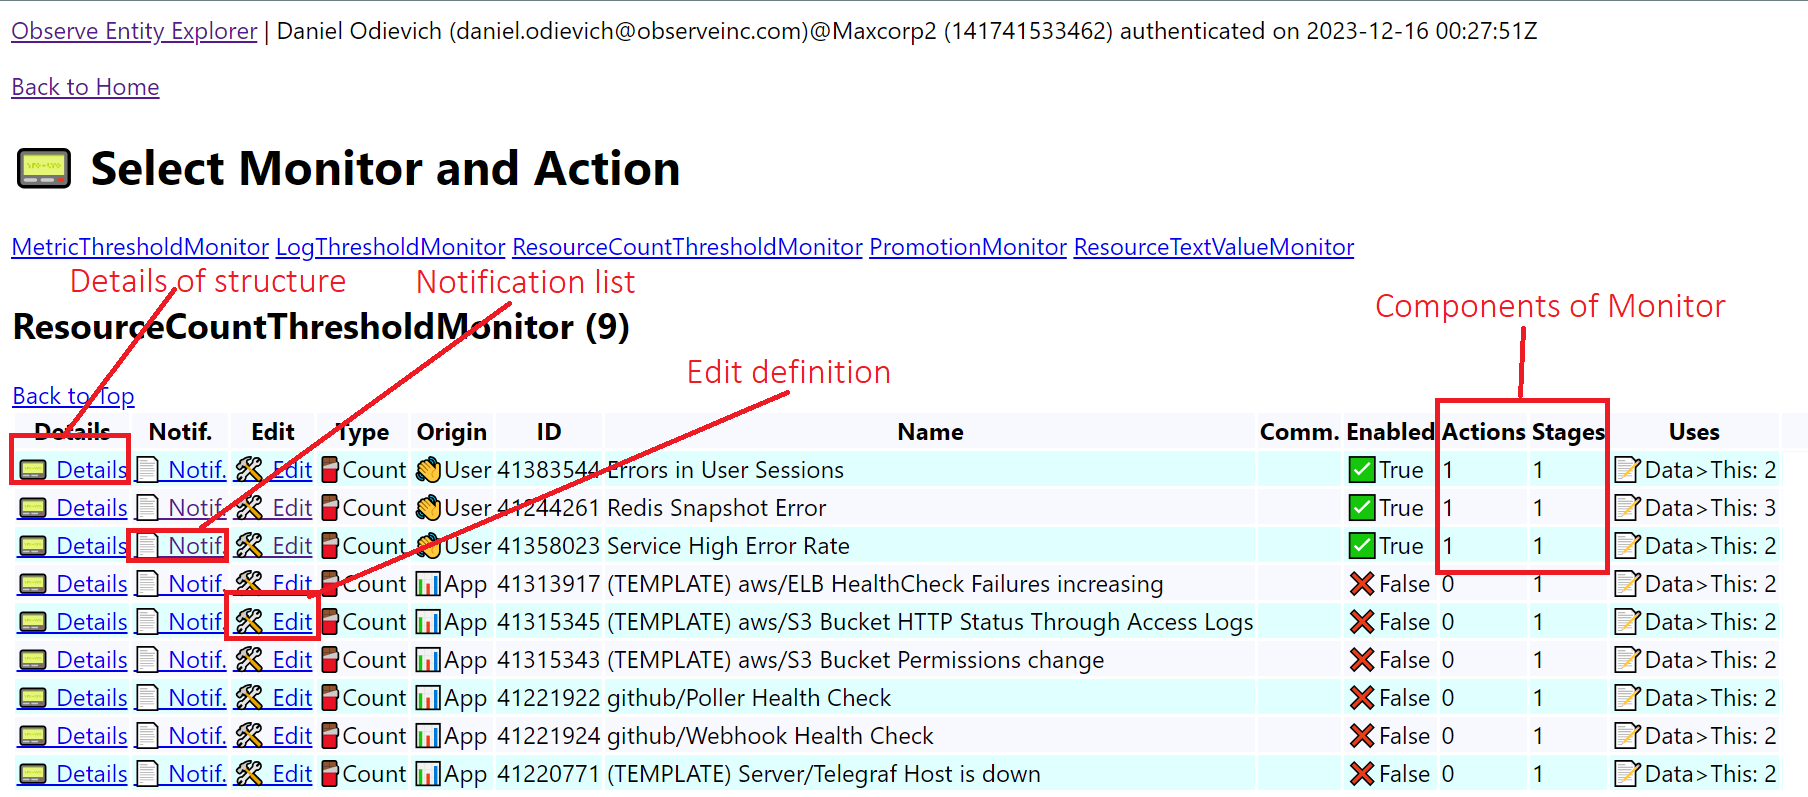 Observe Entity Explorer | Daniel Odievich (daniel.odievich@observeinc.com)@Maxcorp2 (141741533462) authenticated on 2023-12-16 00:27:51Z
Back to Home
Select Monitor and Action
MetricThresholdMonitor LogThresholdMonitor ResourceCountThresholdMonitor PromotionMonitor ResourceTextValueMonitor
Details of structure Notification list
Components of Monitor
ResourceCountThresholdMonitor (9)
Edit definition
Back to Top
Details Notif. Edit Type Origin ID Name Comm. Enabled Actions Stages Uses
Details Notif. Edit Count User 41383544 Errors in User Sessions True 1 1 Data>This: 2
Details Notif. Edit Count User 41244261 Redis Snapshot Error True 1 1 Data>This: 3
Details Notif. Edit Count User 41358023 Service High Error Rate True 1 1 Data>This: 2
Details Notif. Edit Count App 41313917 (TEMPLATE) aws/ELB HealthCheck Failures increasing False 0 1 Data>This: 2
Details Notif. Edit Count App 41315345 (TEMPLATE) aws/S3 Bucket HTTP Status Through Access Logs False 0 1 Data>This: 2
Details Notif. Edit Count App 41315343 (TEMPLATE) aws/S3 Bucket Permissions change False 0 1 Data>This: 2
Details Notif. Edit Count App 41221922 github/Poller Health Check False 0 1 Data>This: 2
Details Notif. Edit Count App 41221924 github/Webhook Health Check False 0 1 Data>This: 2
Details Notif. Edit Count App 41220771 (TEMPLATE) Server/Telegraf Host is down False 0 1 Data>This: 2